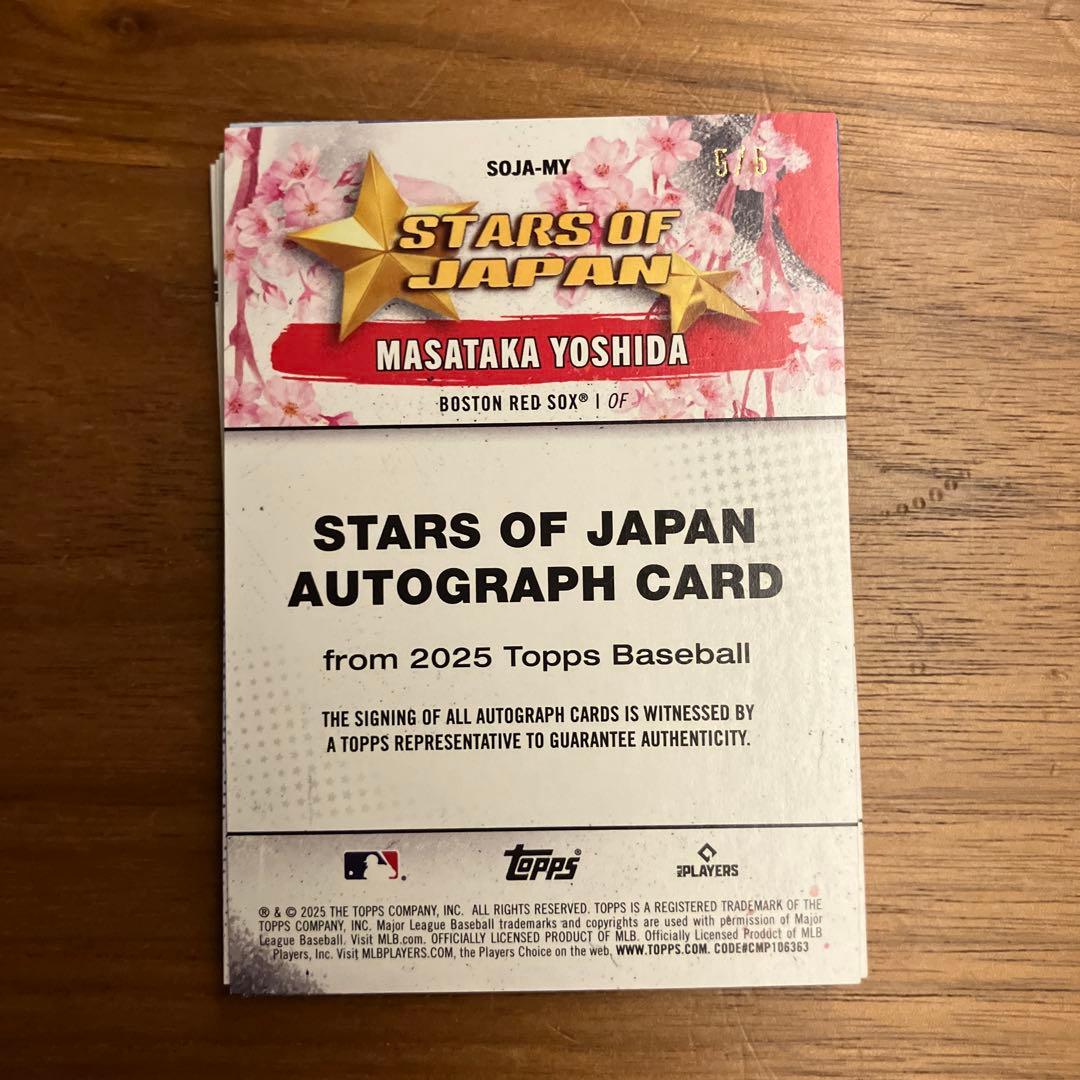 SOJA-MY
5/5
STARS OF
JAPAN
MASATAKA YOSHIDA
BOSTON RED SOX® | OF
STARS OF JAPAN
AUTOGRAPH CARD
from 2025 Topps Baseball
THE SIGNING OF ALL AUTOGRAPH CARDS IS WITNESSED BY
A TOPPS REPRESENTATIVE TO GUARANTEE AUTHENTICITY.
topps®
MLB PLAYERS
® & © 2025 THE TOPPS COMPANY, INC. ALL RIGHTS RESERVED. TOPPS IS A REGISTERED TRADEMARK OF THE
TOPPS COMPANY, INC. Major League Baseball trademarks and copyrights are used with permission of Major
League Baseball. Visit MLB.com. OFFICIALLY LICENSED PRODUCT OF MLB. Officially Licensed Product of MLB
Players, Inc. Visit MLBPLAYERS.COM, the Players Choice on the web. WWW.TOPPS.COM. CODE#CMP106363